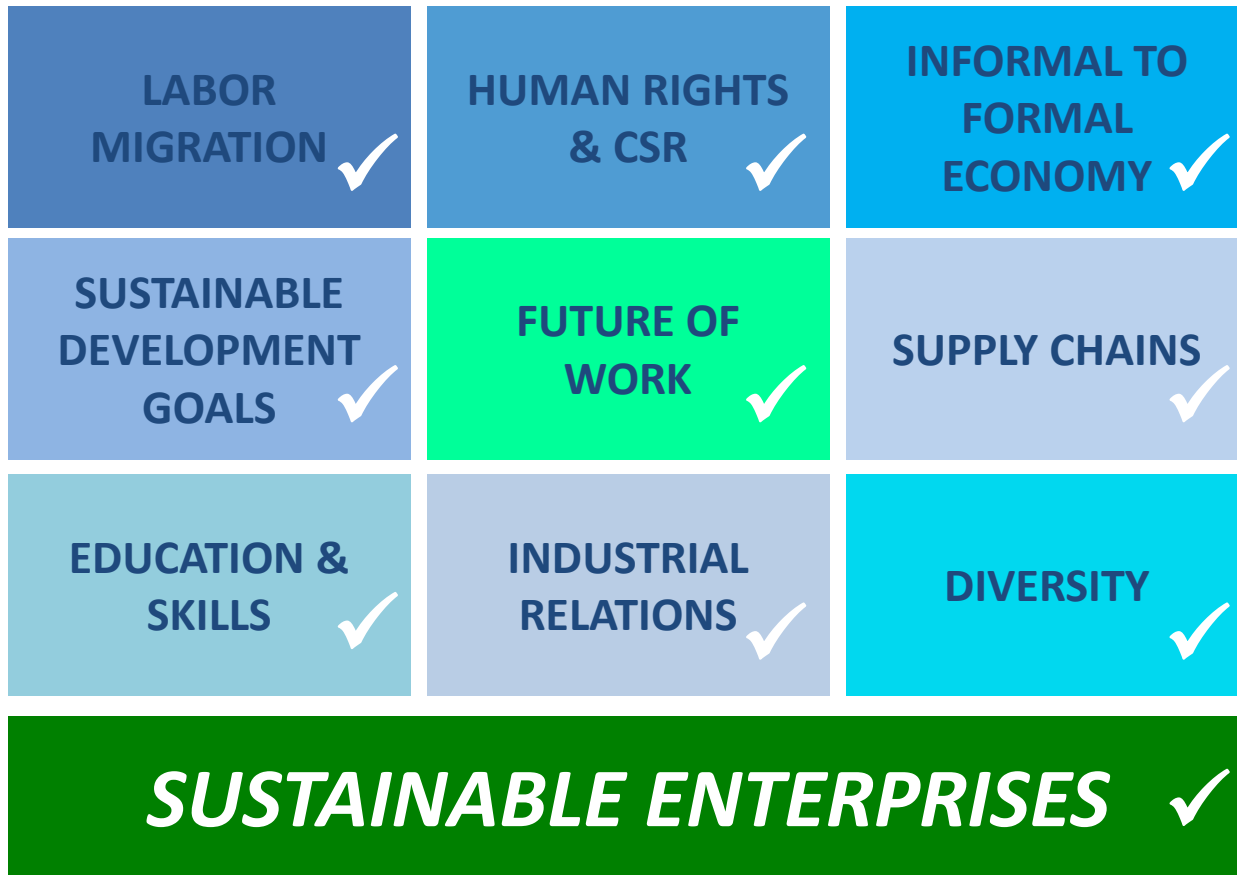 LABOR
MIGRATION
HUMAN RIGHTS
& CSR
INFORMAL TO
FORMAL
ECONOMY
SUSTAINABLE
DEVELOPMENT
GOALS
FUTURE OF
WORK
SUPPLY CHAINS
EDUCATION &
SKILLS
INDUSTRIAL
RELATIONS
DIVERSITY
SUSTAINABLE ENTERPRISES